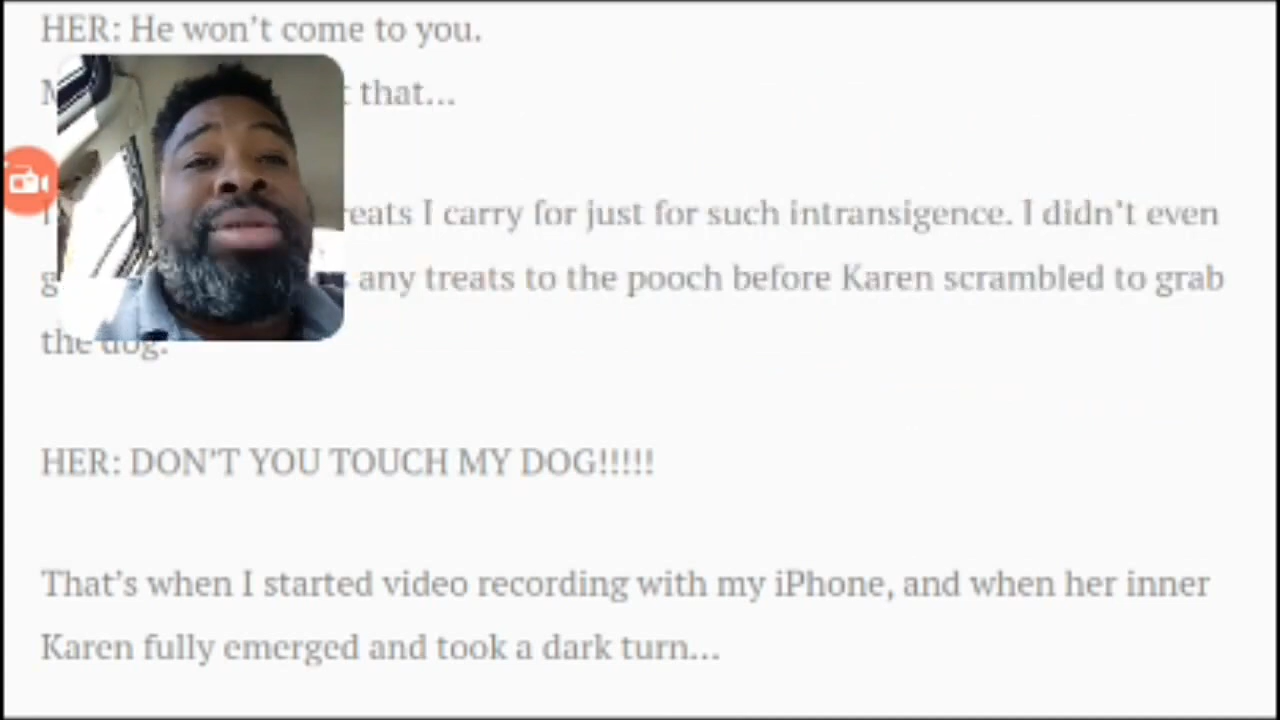 HER: He won't come to you.
that...
reats I carry for just for such intransigence. I didn't even
any treats to the pooch before Karen scrambled to grab
the dog.
HER: DON'T YOU TOUCH MY DOG!!!!!
That's when I started video recording with my iPhone, and when her inner
Karen fully emerged and took a dark turn...